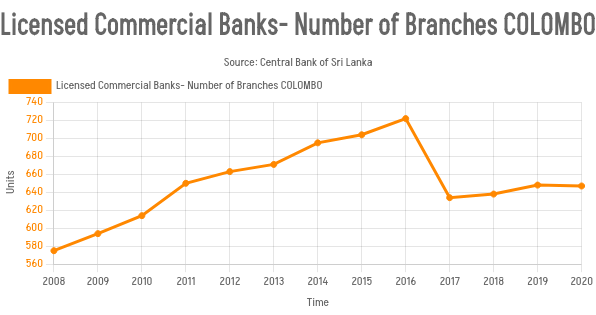 Licensed Commercial Banks- Number of Branches COLOMBO
Source: Central Bank of Sri Lanka
Licensed Commercial Banks- Number of Branches COLOMBO
740
720
700
680
660
640
620
600
580
560
Units
2008 2009 2010 2011 2012 2013 2014 2015 2016 2017 2018 2019 2020
Time